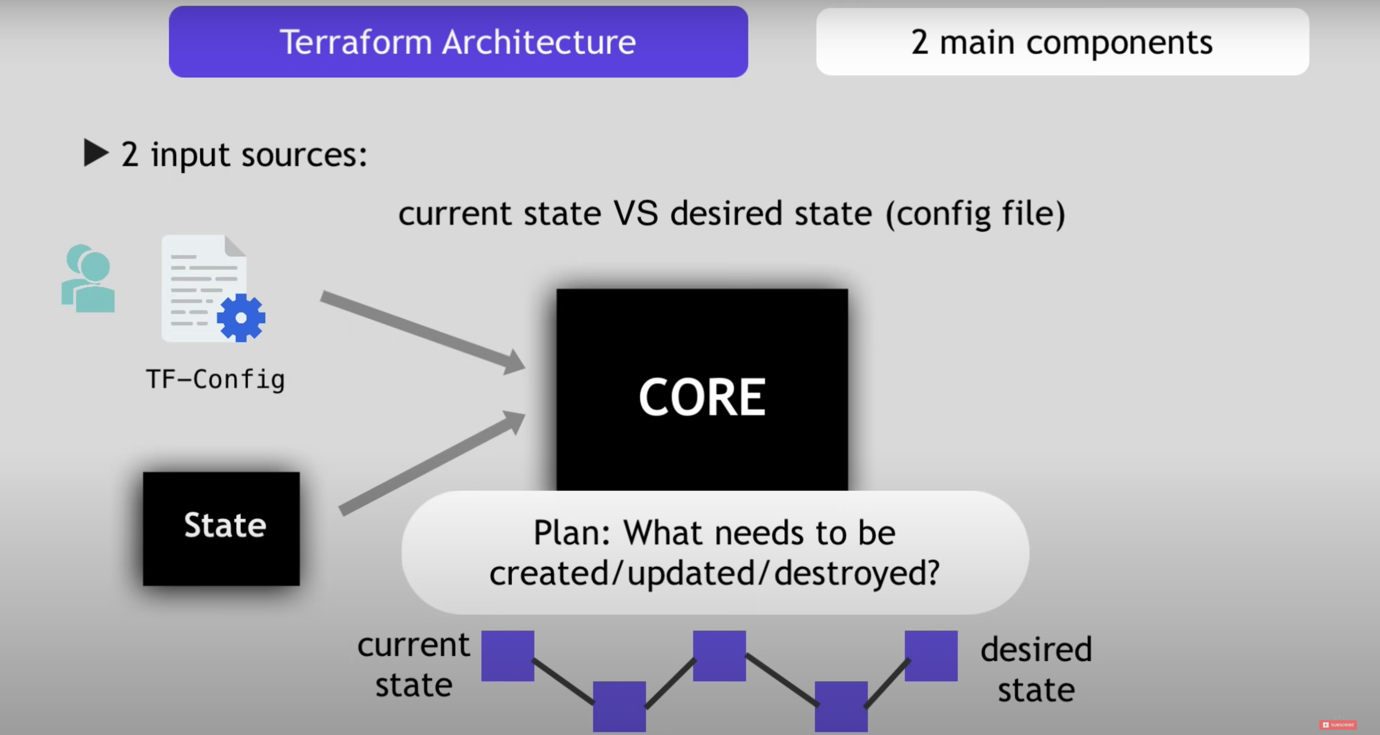 Terraform Architecture
2 main components
▶ 2 input sources:
current state VS desired state (config file)
TF-Config
CORE
State
Plan: What needs to be
created/updated/destroyed?
current
state
desired
state
SUBSCRIBE